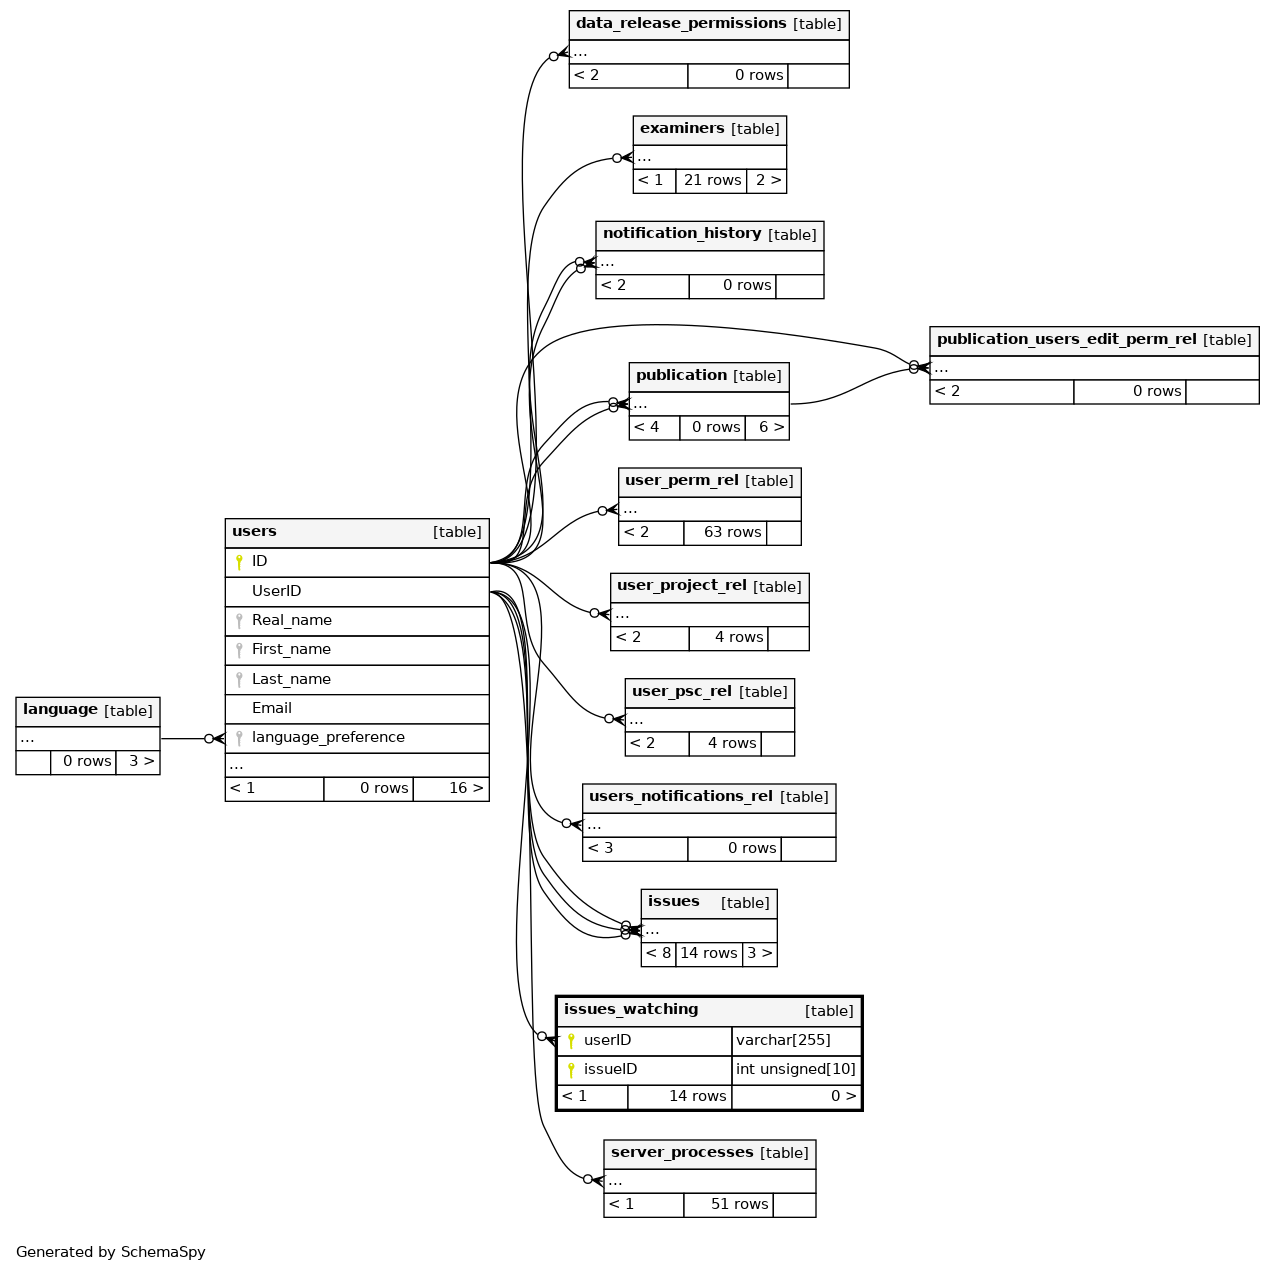 data_release_permissions [table]
...
< 2 0 rows
examiners [table]
...
< 1 21 rows 2 >
notification_history [table]
...
< 2 0 rows
publication_users_edit_perm_rel [table]
...
< 2 0 rows
publication [table]
...
< 4 0 rows 6 >
user_perm_rel [table]
...
< 2 63 rows
users [table]
ID
UserID
Real_name
First_name
Last_name
Email
language_preference
...
< 1 0 rows 16 >
user_project_rel [table]
...
< 2 4 rows
user_psc_rel [table]
...
< 2 4 rows
language [table]
...
0 rows 3 >
users_notifications_rel [table]
...
< 3 0 rows
issues [table]
...
< 8 14 rows 3 >
issues_watching [table]
userID varchar[255]
issueID int unsigned[10]
< 1 14 rows 0 >
server_processes [table]
...
< 1 51 rows
Generated by SchemaSpy